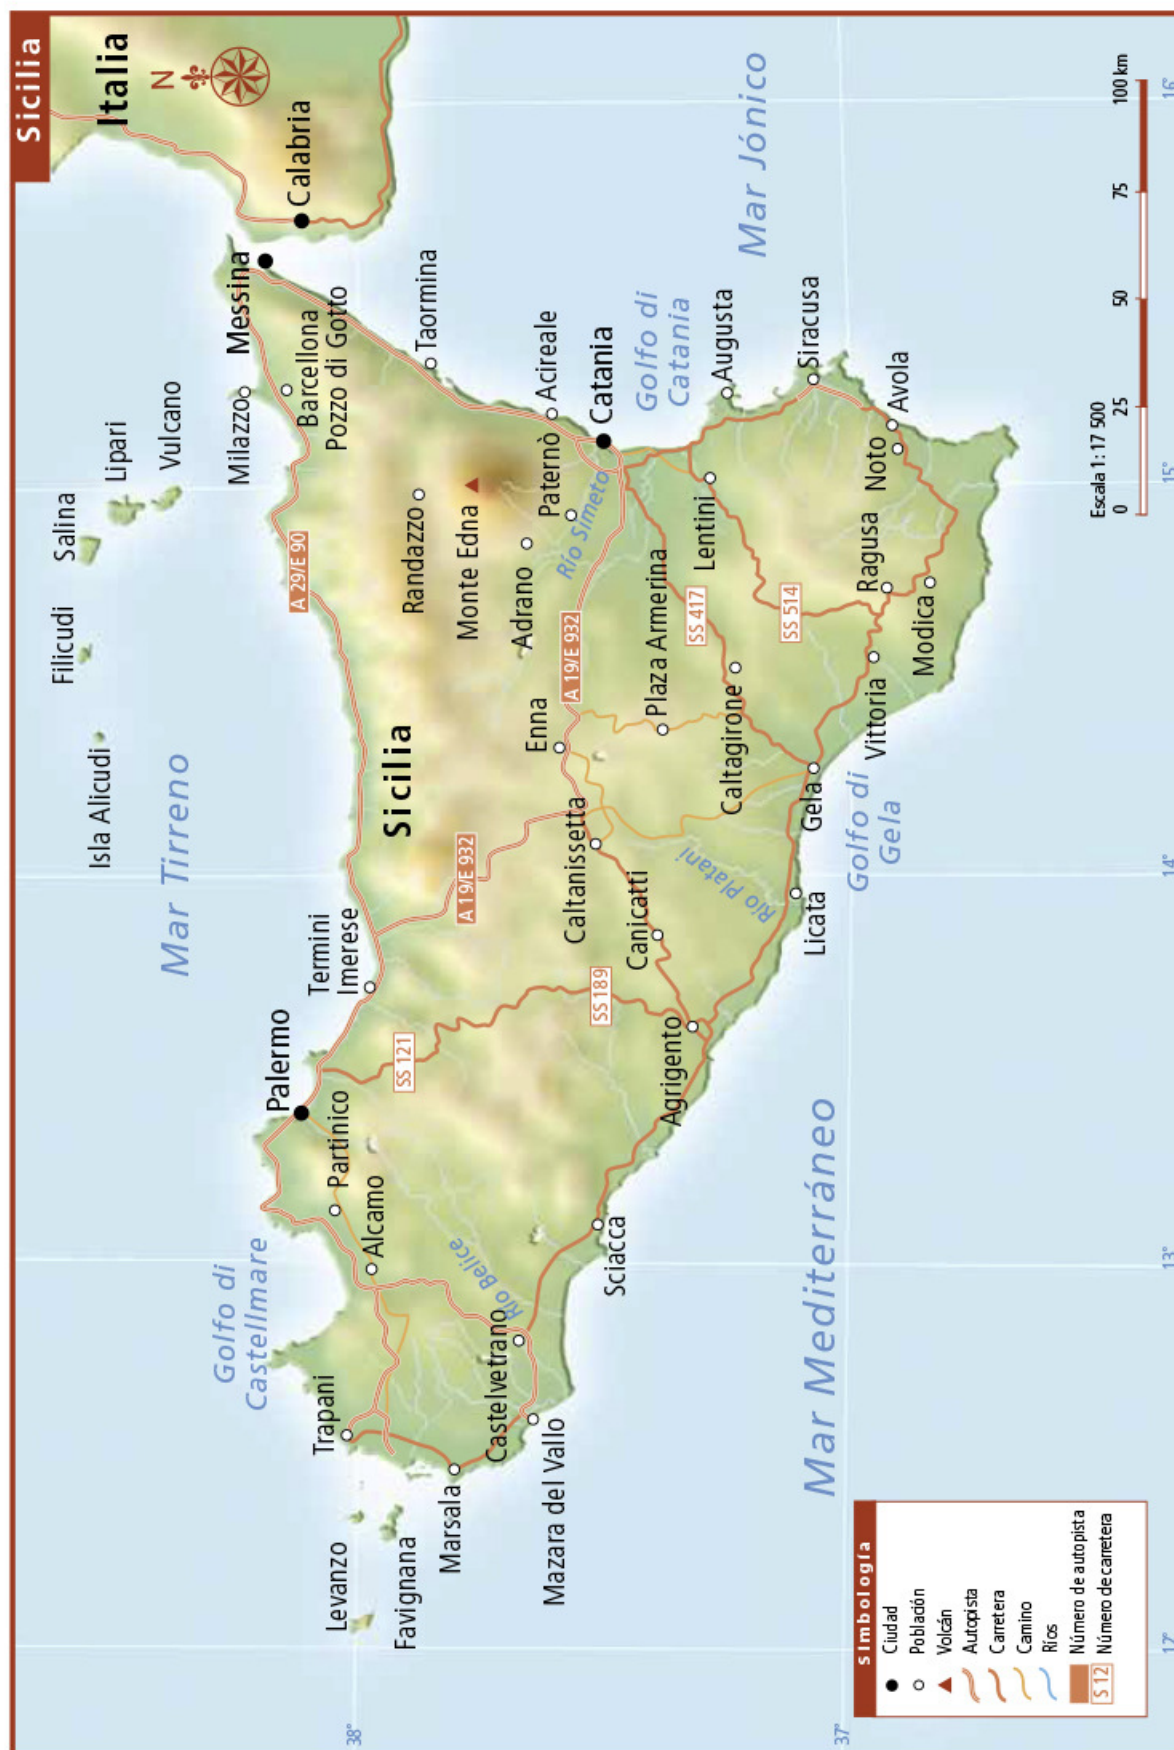 Sicilia
Italia
N
Calabria
Messina
Milazzo
Barcellona
Pozzo di Gotto
Taormina
Acireale
Catania
Golfo di
Catania
Augusta
Siracusa
Avola
Noto
Mar Jónico
Filicudi
Salina
Lipari
Vulcano
Isla Alicudi
Mar Tirreno
A 29/E 90
Randazzo
Monte Edna
Adrano
Paternò
Río Simeto
A 19/E 932
Enna
Plaza Armerina
SS 417
Lentini
SS 514
Ragusa
Modica
Vittoria
Caltagirone
Gela
Golfo di
Gela
Sicilia
A 19/E 932
Caltanissetta
Canicatti
Río Platani
Licata
Termini
Imerese
Palermo
Partinico
Alcamo
SS 121
SS 189
Agrigento
Sciacca
Río Belice
Golfo di
Castellmare
Trapani
Castelvetrano
Mazara del Vallo
Marsala
Levanzo
Favignana
Mar Mediterráneo
Simbología
Ciudad
Población
Volcán
Autopista
Carretera
Camino
Ríos
Número de autopista
S 12
Número de carretera
Escala 1: 17 500
0
25
50
75
100 km
38°
37°
12°
13°
14°
15°
16°